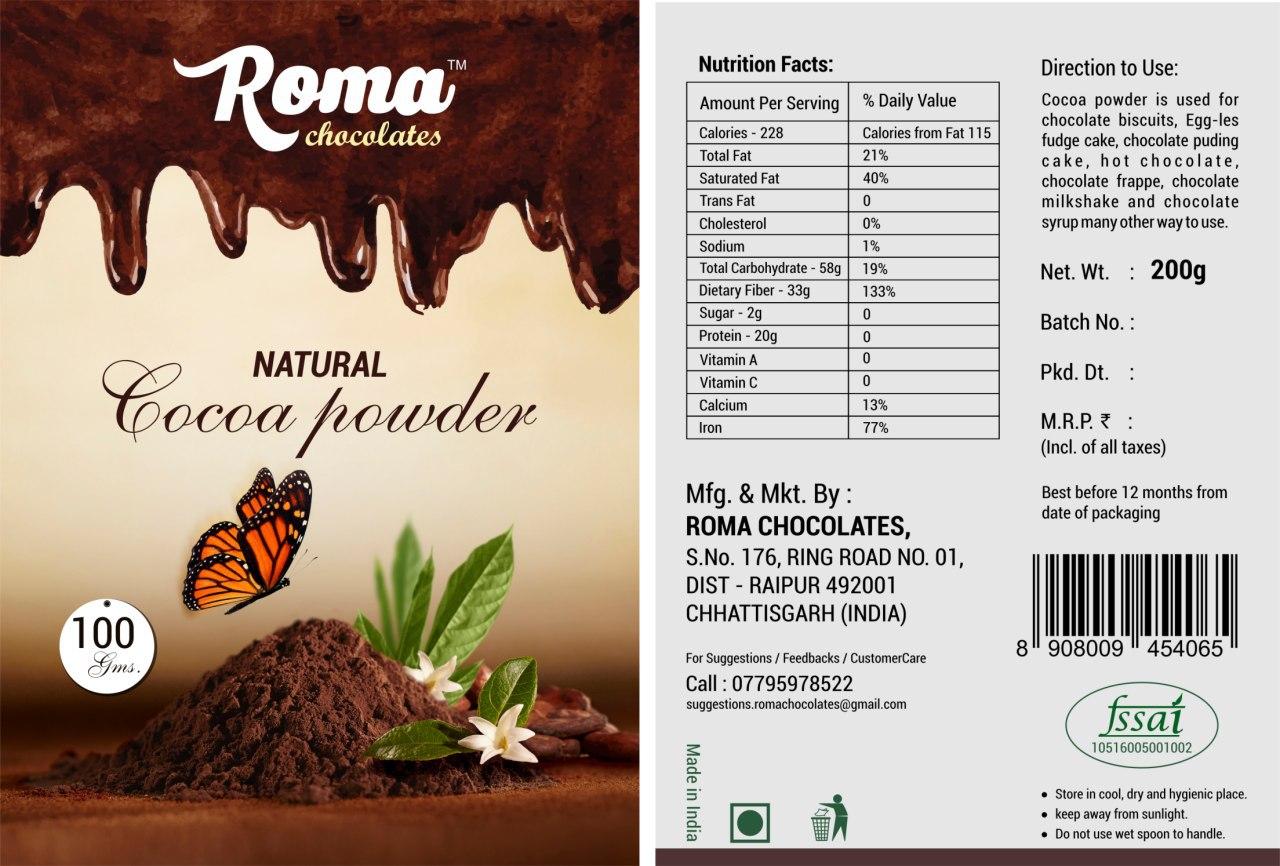 Roma™
chocolates
NATURAL
Cocoa powder
100
Gms.
Nutrition Facts:
Amount Per Serving % Daily Value
Calories - 228 Calories from Fat 115
Total Fat 21%
Saturated Fat 40%
Trans Fat 0
Cholesterol 0%
Sodium 1%
Total Carbohydrate - 58g 19%
Dietary Fiber - 33g 133%
Sugar - 2g 0
Protein - 20g 0
Vitamin A 0
Vitamin C 0
Calcium 13%
Iron 77%
Mfg. & Mkt. By :
ROMA CHOCOLATES,
S.No. 176, RING ROAD NO. 01,
DIST - RAIPUR 492001
CHHATTISGARH (INDIA)
For Suggestions / Feedbacks / CustomerCare
Call : 07795978522
suggestions.romachocolates@gmail.com
Made in India
Direction to Use:
Cocoa powder is used for
chocolate biscuits, Egg-les
fudge cake, chocolate puding
cake, hot chocolate,
chocolate frappe, chocolate
milkshake and chocolate
syrup many other way to use.
Net. Wt. : 200g
Batch No. :
Pkd. Dt. :
M.R.P. ₹ :
(Incl. of all taxes)
Best before 12 months from
date of packaging
8 908009 454065
fssai
10516005001002
• Store in cool, dry and hygienic place.
• keep away from sunlight.
• Do not use wet spoon to handle.